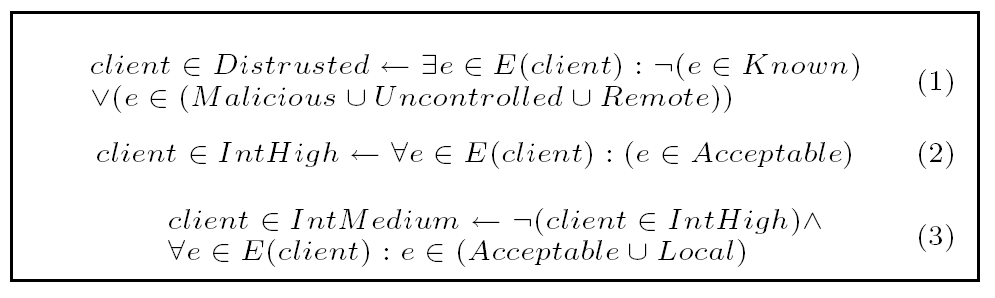 client ∈ Distrusted ← ∃e ∈ E(client) : ¬(e ∈ Known)
∨(e ∈ (Malicious ∪ Uncontrolled ∪ Remote)) (1)
client ∈ IntHigh ← ∀e ∈ E(client) : (e ∈ Acceptable) (2)
client ∈ IntMedium ← ¬(client ∈ IntHigh)∧
∀e ∈ E(client) : e ∈ (Acceptable ∪ Local) (3)